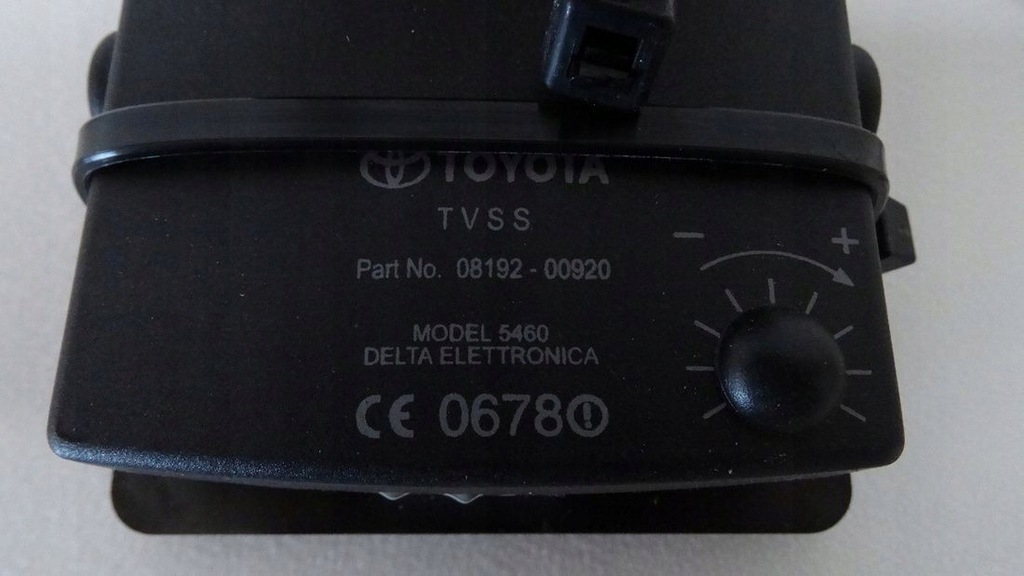 TOYOTA
TVSS
− +
Part No. 08192 - 00920
MODEL 5460
DELTA ELETTRONICA
CE 0678